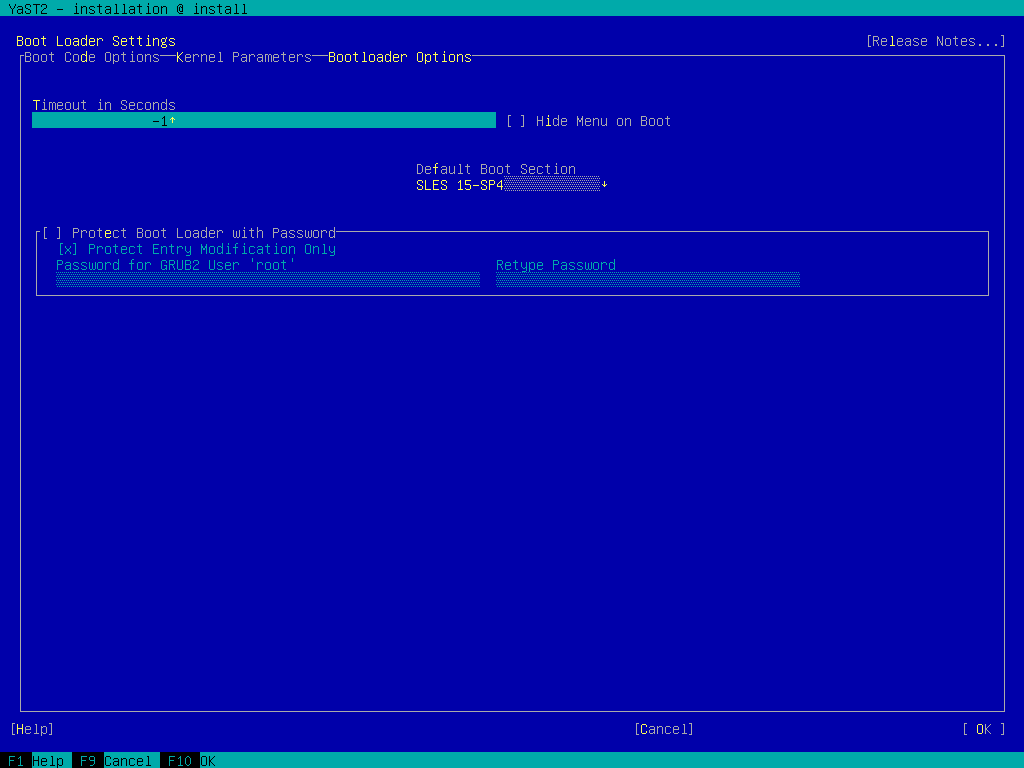 YaST2 - installation @ install
Boot Loader Settings [Release Notes...]
Boot Code Options Kernel Parameters Bootloader Options
Timeout in Seconds
-1↑ [ ] Hide Menu on Boot
Default Boot Section
SLES 15-SP4 ↓
[ ] Protect Boot Loader with Password
[x] Protect Entry Modification Only
Password for GRUB2 User 'root' Retype Password
[Help] [Cancel] [ OK ]
F1 Help F9 Cancel F10 OK